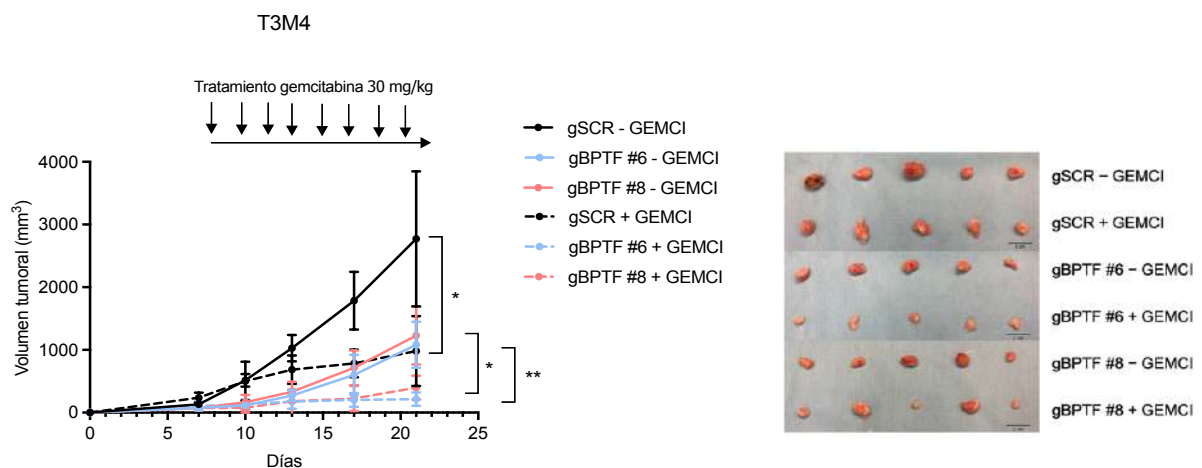 T3M4
Tratamiento gemcitabina 30 mg/kg
gSCR - GEMCI
gBPTF #6 - GEMCI
gBPTF #8 - GEMCI
gSCR + GEMCI
gBPTF #6 + GEMCI
gBPTF #8 + GEMCI
Volumen tumoral (mm³)
4000
3000
2000
1000
0
0
5
10
15
20
25
Días
*
*
**
gSCR – GEMCI
gSCR + GEMCI
gBPTF #6 – GEMCI
gBPTF #6 + GEMCI
gBPTF #8 – GEMCI
gBPTF #8 + GEMCI